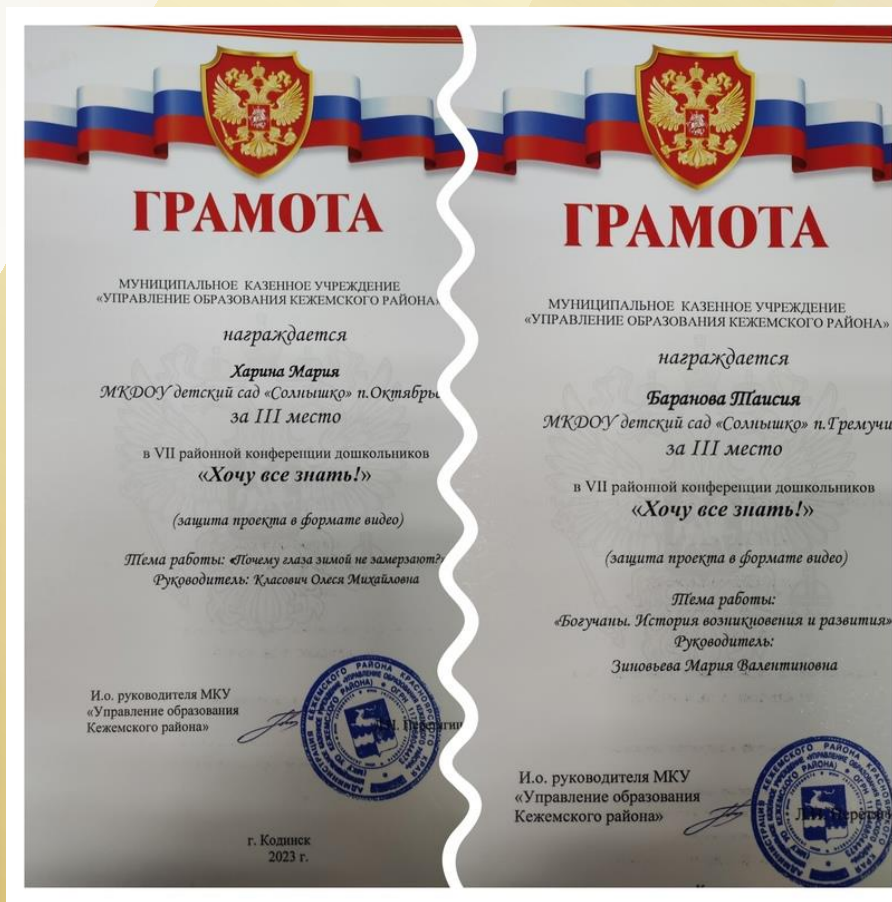 ГРАМОТА
МУНИЦИПАЛЬНОЕ КАЗЕННОЕ УЧРЕЖДЕНИЕ
«УПРАВЛЕНИЕ ОБРАЗОВАНИЯ КЕЖЕМСКОГО РАЙОНА»
награждается
Харина Мария
МКДОУ детский сад «Солнышко» п.Октябрь
за III место
в VII районной конференции дошкольников
«Хочу все знать!»
(защита проекта в формате видео)
Тема работы: «Почему глаза зимой не замерзают?»
Руководитель: Класович Олеся Михайловна
И.о. руководителя МКУ
«Управление образования
Кежемского района»
г. Кодинск
2023 г.
ГРАМОТА
МУНИЦИПАЛЬНОЕ КАЗЕННОЕ УЧРЕЖДЕНИЕ
«УПРАВЛЕНИЕ ОБРАЗОВАНИЯ КЕЖЕМСКОГО РАЙОНА»
награждается
Баранова Таисия
МКДОУ детский сад «Солнышко» п.Гремучи
за III место
в VII районной конференции дошкольников
«Хочу все знать!»
(защита проекта в формате видео)
Тема работы:
«Богучаны. История возникновения и развития»
Руководитель:
Зиновьева Мария Валентиновна
И.о. руководителя МКУ
«Управление образования
Кежемского района»